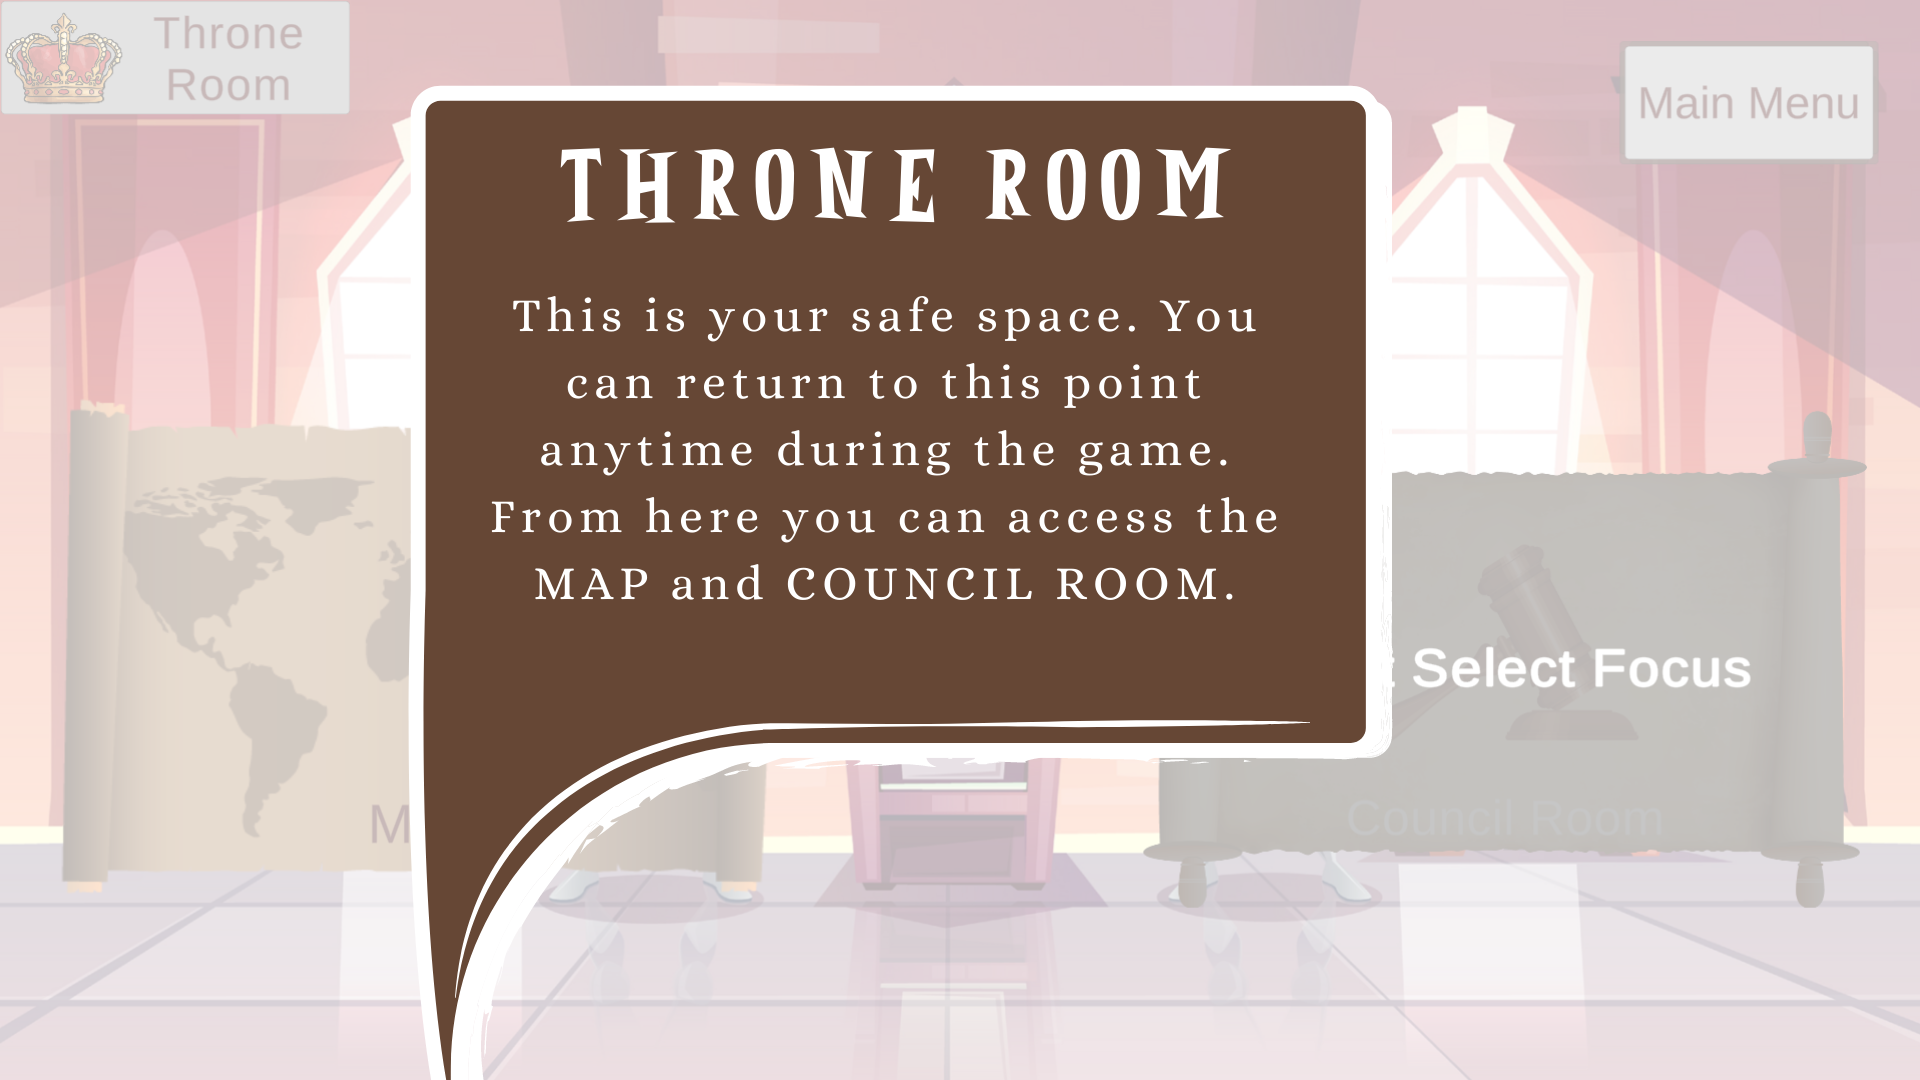 Throne
Room
Main Menu
THRONE ROOM
This is your safe space. You
can return to this point
anytime during the game.
From here you can access the
MAP and COUNCIL ROOM.
Select Focus
Council Room